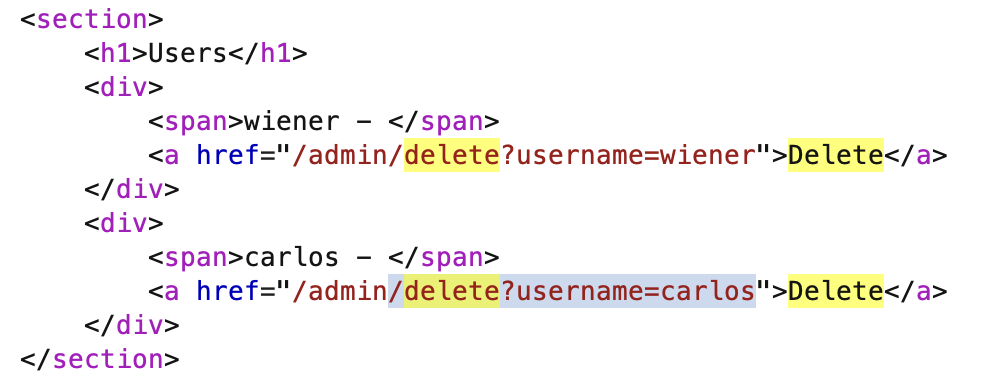 <section>
<h1>Users</h1>
<div>
<span>wiener - </span>
<a href="/admin/delete?username=wiener">Delete</a>
</div>
<div>
<span>carlos - </span>
<a href="/admin/delete?username=carlos">Delete</a>
</div>
</section>